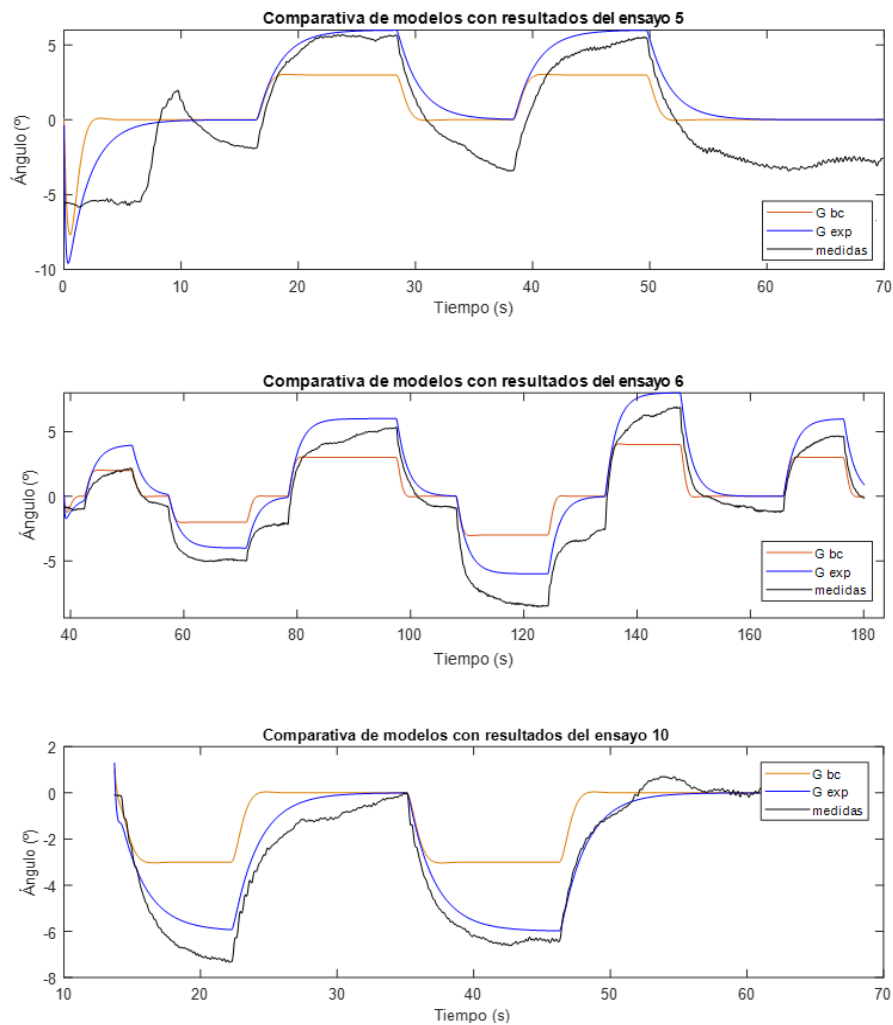 Comparativa de modelos con resultados del ensayo 5
5
0
-5
-10
Ángulo (º)
G bc
G exp
medidas
0 10 20 30 40 50 60 70
Tiempo (s)
Comparativa de modelos con resultados del ensayo 6
5
0
-5
Ángulo (º)
G bc
G exp
medidas
40 60 80 100 120 140 160 180
Tiempo (s)
Comparativa de modelos con resultados del ensayo 10
2
0
-2
-4
-6
-8
Ángulo (º)
G bc
G exp
medidas
10 20 30 40 50 60 70
Tiempo (s)